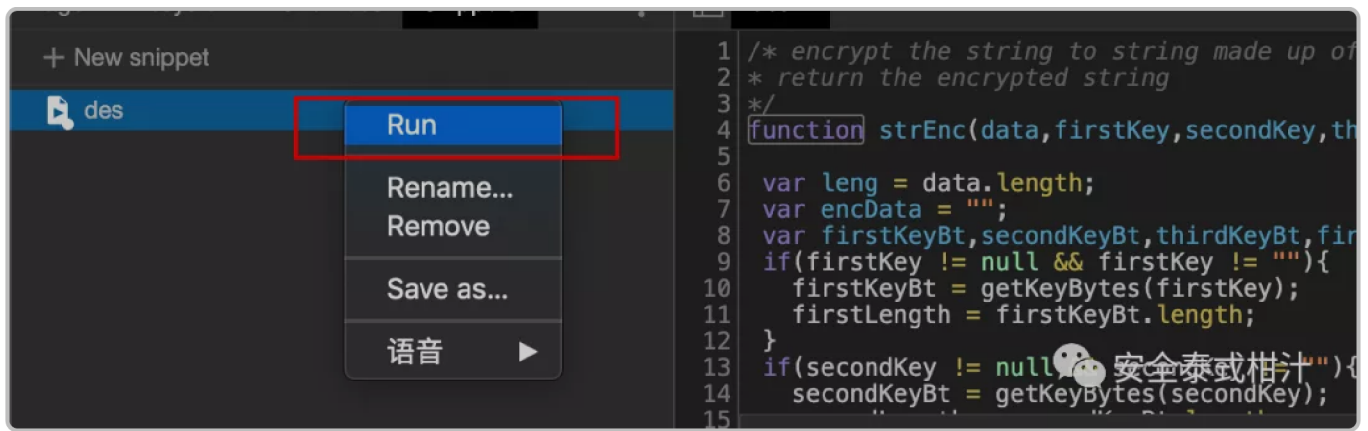 + New snippet
des
Run
Rename...
Remove
Save as...
语音
1 /* encrypt the string to string made up of
2 * return the encrypted string
3 */
4 function strEnc(data,firstKey,secondKey,th
5
6 var leng = data.length;
7 var encData = "";
8 var firstKeyBt,secondKeyBt,thirdKeyBt,fir
9 if(firstKey != null && firstKey != ""){
10 firstKeyBt = getKeyBytes(firstKey);
11 firstLength = firstKeyBt.length;
12 }
13 if(secondKey != null && secondKey != ""){
14 secondKeyBt = getKeyBytes(secondKey);
15
安全泰式柑汁